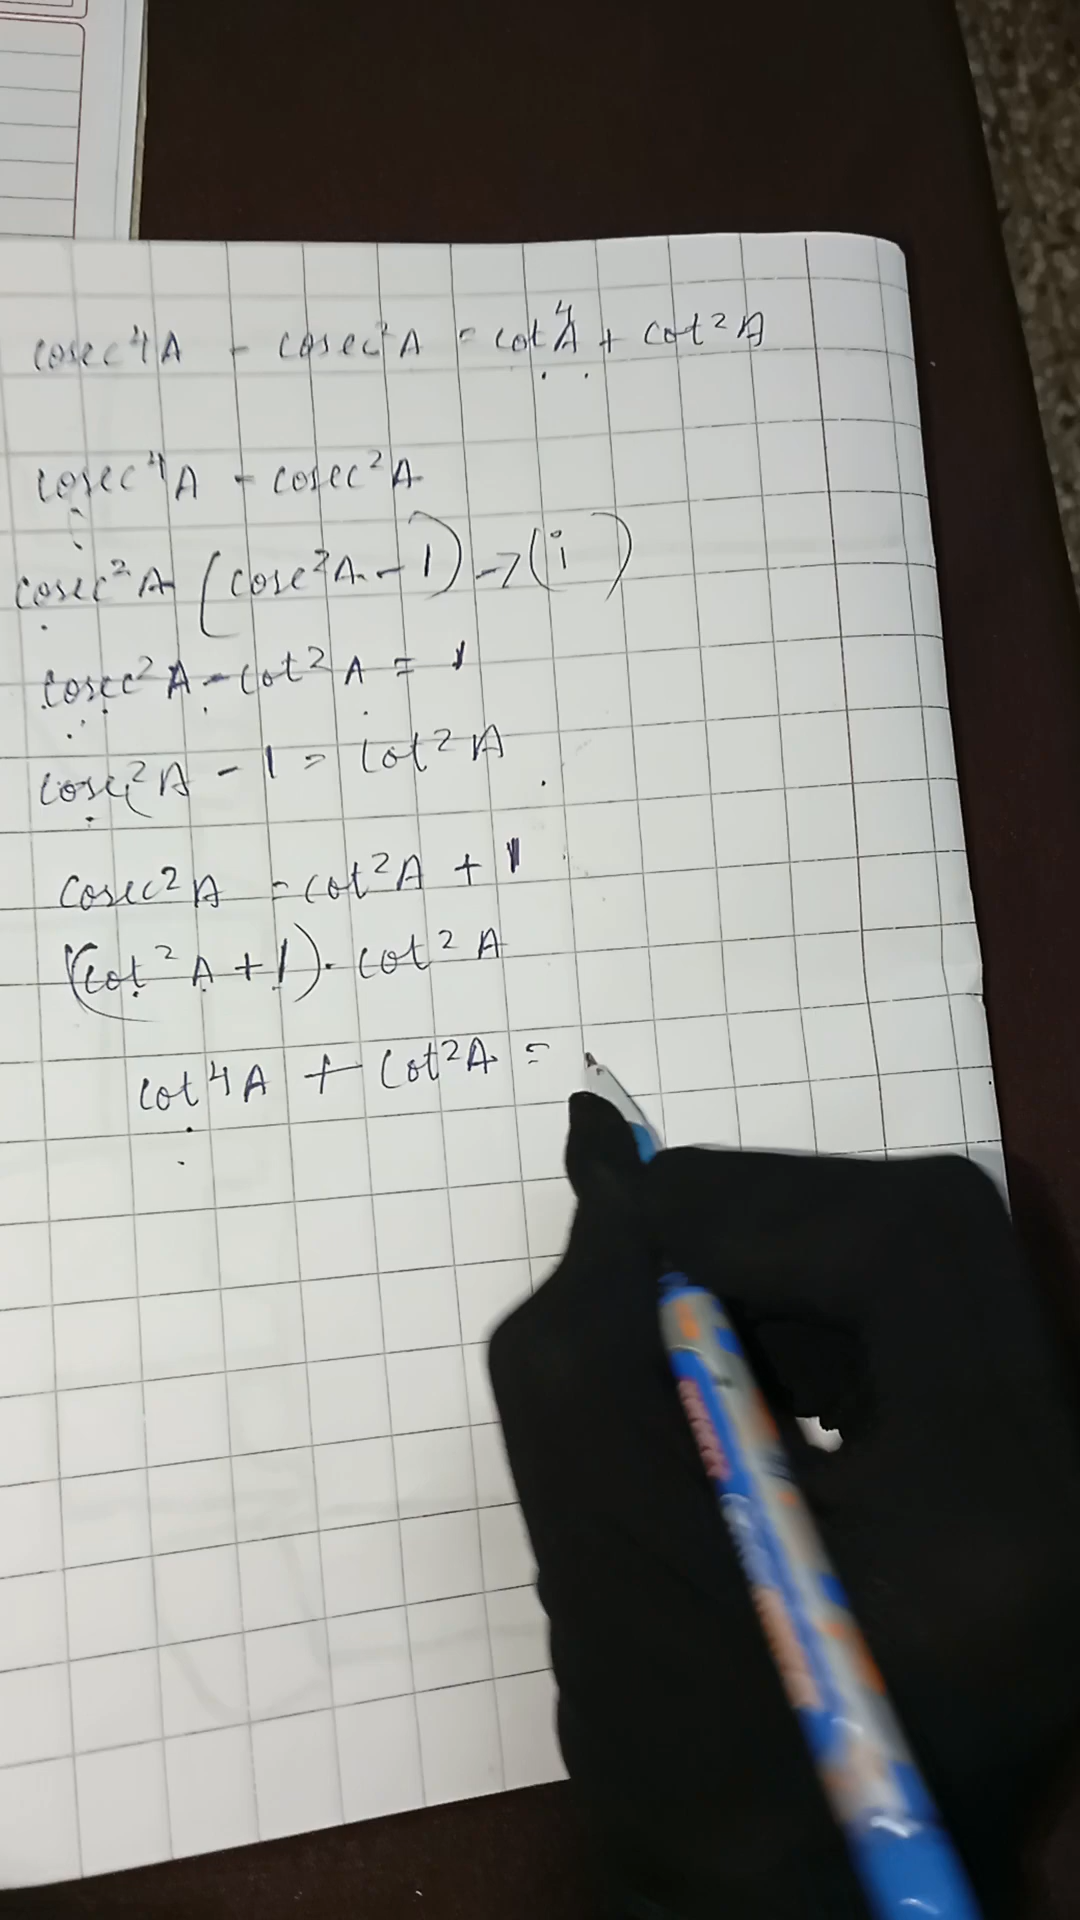 cosec⁴A - cosec²A = cot⁴A + cot²A
cosec⁴A - cosec²A
cosec²A (cosec²A - 1) -> (i)
cosec²A - cot²A = 1
cosec²A - 1 = cot²A
cosec²A = cot²A + 1
(cot²A + 1) . cot²A
cot⁴A + cot²A =